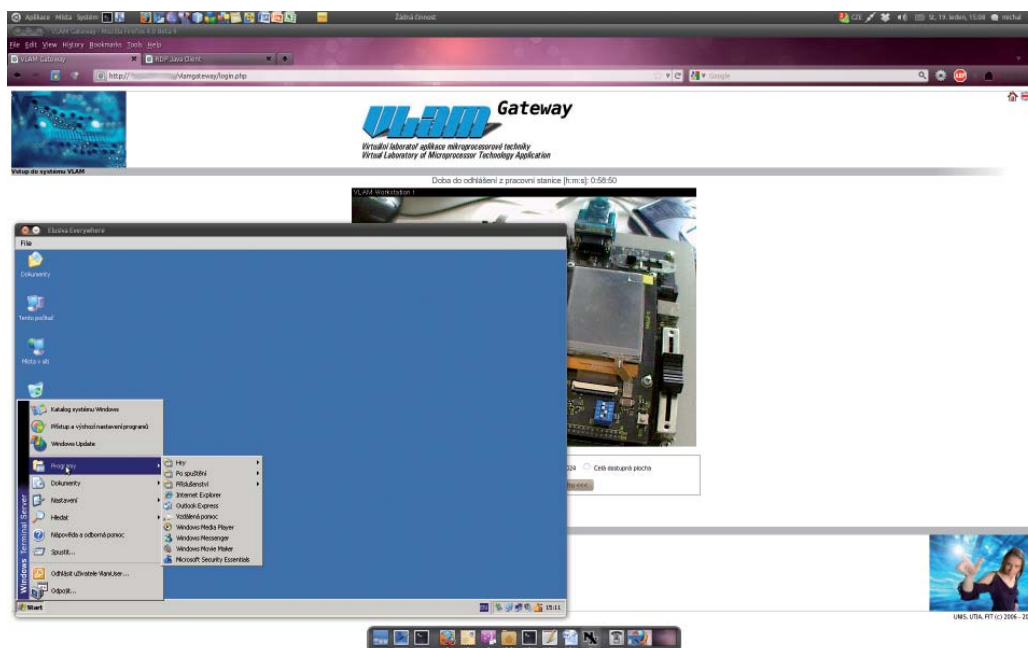 Aplikace Místa Systém
Žádná činnost.
CZE
St, 19. leden, 15:08
michal
VLAM Gateway - Mozilla Firefox 4.0 Beta 9
File Edit View History Bookmarks Tools Help
VLAM Gateway
RDP Java Client
http://
/vlamgateway/login.php
Google
ABP
VLAM Gateway
Virtuální laboratoř aplikace mikroprocesorové techniky
Virtual Laboratory of Microprocessor Technology Application
Vstup do systému VLAM
Doba do odhlášení z pracovní stanice [h:m:s]: 0:58:50
VLAM Workstation 1
Elusiva Everywhere
File
Dokumenty
Tento počítač
Místa v síti
Katalog systému Windows
Přístup a výchozí nastavení programů
Windows Update
Programy
Dokumenty
Nastavení
Hledat
Nápověda a odborná pomoc
Spustit...
Odhlásit uživatele VlamUser...
Odpojit...
Windows Terminal Server
Hry
Po spuštění
Příslušenství
Internet Explorer
Outlook Express
Vzdálená pomoc
Windows Media Player
Windows Messenger
Windows Movie Maker
Microsoft Security Essentials
Celá dostupná plocha
Start
15:11
UNIS, UTIA, FIT (c) 2006 - 20